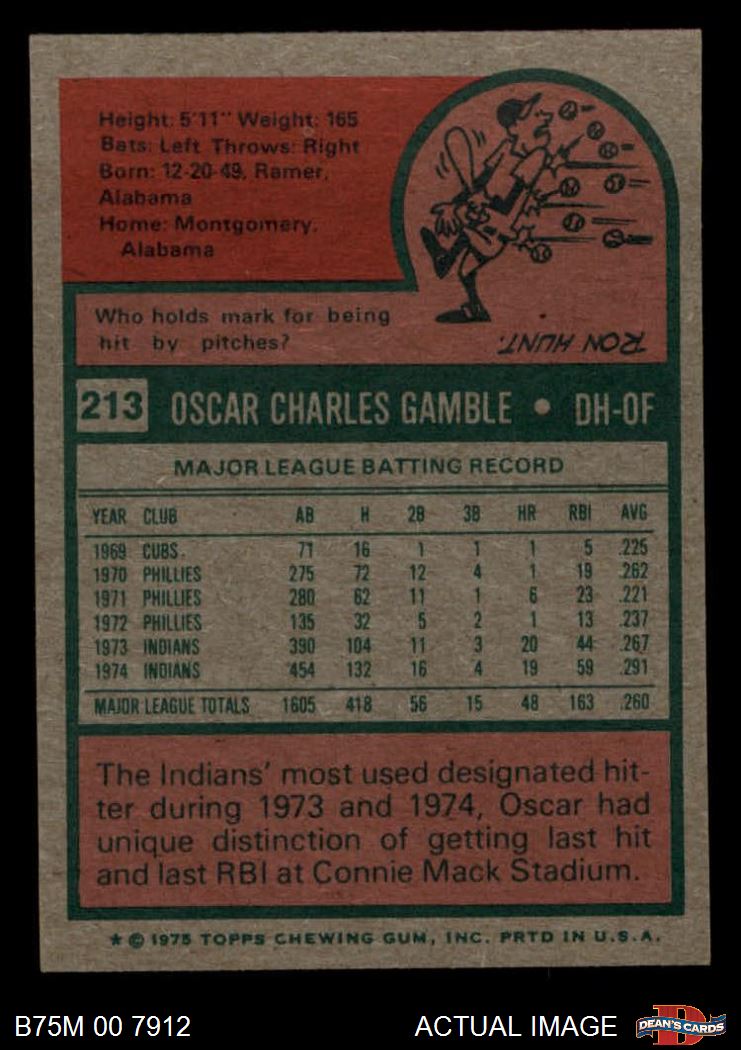 Height: 5'11" Weight: 165
Bats: Left Throws: Right
Born: 12-20-49, Ramer,
Alabama
Home: Montgomery,
Alabama
Who holds mark for being
hit by pitches?
RON HUNT.
213 OSCAR CHARLES GAMBLE • DH-OF
MAJOR LEAGUE BATTING RECORD
YEAR CLUB AB H 2B 3B HR RBI AVG
1969 CUBS. 71 16 1 1 1 5 .225
1970 PHILLIES 275 72 12 4 1 19 .262
1971 PHILLIES 280 62 11 1 6 23 .221
1972 PHILLIES 135 32 5 2 1 13 .237
1973 INDIANS 390 104 11 3 20 44 .267
1974 INDIANS 454 132 16 4 19 59 .291
MAJOR LEAGUE TOTALS 1605 418 56 15 48 163 .260
The Indians' most used designated hit-
ter during 1973 and 1974, Oscar had
unique distinction of getting last hit
and last RBI at Connie Mack Stadium.
★ © 1975 TOPPS CHEWING GUM, INC. PRTD IN U.S.A.
B75M 00 7912 ACTUAL IMAGE D DEAN'S CARDS